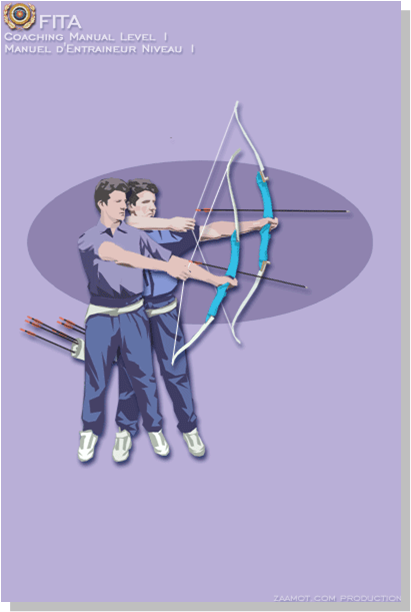 FITA
Coaching Manual Level 1
Manuel d'Entraineur Niveau 1
zaamot.com production